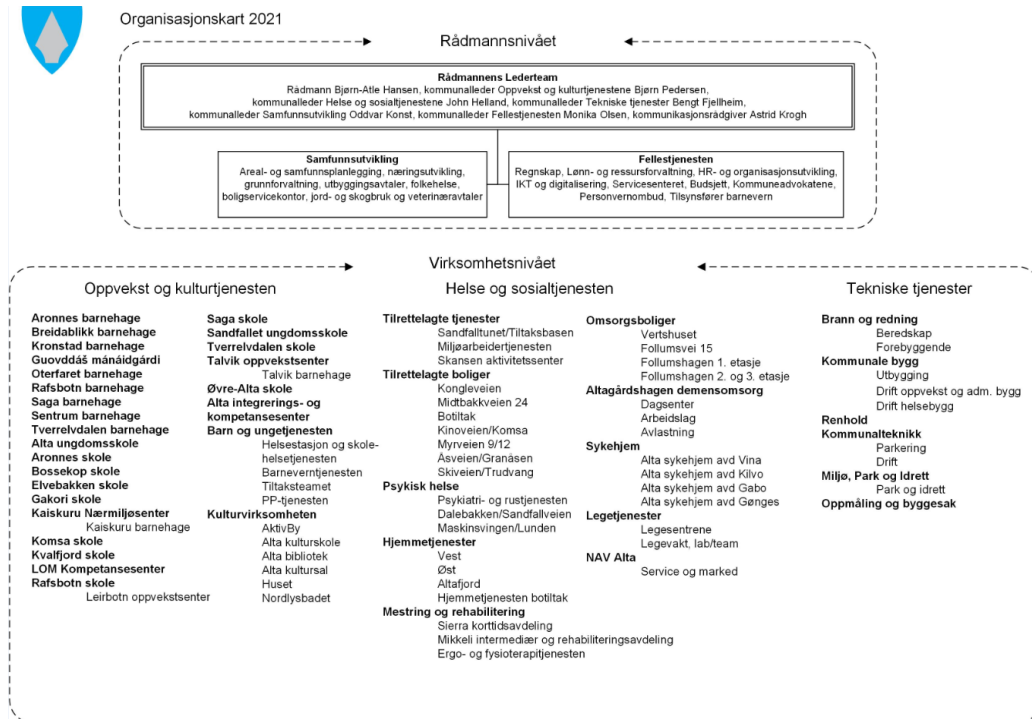 Organisasjonskart 2021
Rådmannsnivået
Rådmannens Lederteam
Rådmann Bjørn-Atle Hansen, kommunalleder Oppvekst og kulturtjenestene Bjørn Pedersen,
kommunalleder Helse og sosialtjenestene John Helland, kommunalleder Tekniske tjenester Bengt Fjellheim,
kommunalleder Samfunnsutvikling Oddvar Konst, kommunalleder Fellestjenesten Monika Olsen, kommunikasjonsrådgiver Astrid Krogh
Samfunnsutvikling
Areal- og samfunnsplanlegging, næringsutvikling,
grunnforvaltning, utbyggingsavtaler, folkehelse,
boligservicekontor, jord- og skogbruk og veterinæravtaler
Fellestjenesten
Regnskap, Lønn- og ressursforvaltning, HR- og organisasjonsutvikling,
IKT og digitalisering, Servicesenteret, Budsjett, Kommuneadvokatene,
Personvernombud, Tilsynsfører barnevern
Virksomhetsnivået
Oppvekst og kulturtjenesten
Aronnes barnehage
Breidablikk barnehage
Kronstad barnehage
Guovddáš mánáidgárdi
Oterfaret barnehage
Rafsbotn barnehage
Saga barnehage
Sentrum barnehage
Tverrelvdalen barnehage
Alta ungdomsskole
Aronnes skole
Bossekop skole
Elvebakken skole
Gakori skole
Kaiskuru Nærmiljøsenter
Kaiskuru barnehage
Komsa skole
Kvalfjord skole
LOM Kompetansesenter
Rafsbotn skole
Leirbotn oppvekstsenter
Saga skole
Sandfallet ungdomsskole
Tverrelvdalen skole
Talvik oppvekstsenter
Talvik barnehage
Øvre-Alta skole
Alta integrerings- og
kompetansesenter
Barn og ungetjenesten
Helsestasjon og skole-
helsetjenesten
Barneverntjenesten
Tiltaksteamet
PP-tjenesten
Kulturvirksomheten
AktivBy
Alta kulturskole
Alta bibliotek
Alta kultursal
Huset
Nordlysbadet
Helse og sosialtjenesten
Tilrettelagte tjenester
Sandfalltunet/Tiltaksbasen
Miljøarbeidertjenesten
Skansen aktivitetssenter
Tilrettelagte boliger
Kongleveien
Midtbakkveien 24
Botiltak
Kinoveien/Komsa
Myrveien 9/12
Åsveien/Granåsen
Skiveien/Trudvang
Psykisk helse
Psykiatri- og rustjenesten
Dalebakken/Sandfallveien
Maskinsvingen/Lunden
Hjemmetjenester
Vest
Øst
Altafjord
Hjemmetjenesten botiltak
Mestring og rehabilitering
Sierra korttidsavdeling
Mikkeli intermediær og rehabiliteringsavdeling
Ergo- og fysioterapitjenesten
Omsorgsboliger
Vertshuset
Follumsvei 15
Follumshagen 1. etasje
Follumshagen 2. og 3. etasje
Altagårdshagen demensomsorg
Dagsenter
Arbeidslag
Avlastning
Sykehjem
Alta sykehjem avd Vina
Alta sykehjem avd Kilvo
Alta sykehjem avd Gabo
Alta sykehjem avd Gønges
Legetjenester
Legesentrene
Legevakt, lab/team
NAV Alta
Service og marked
Tekniske tjenester
Brann og redning
Beredskap
Forebyggende
Kommunale bygg
Utbygging
Drift oppvekst og adm. bygg
Drift helsebygg
Renhold
Kommunalteknikk
Parkering
Drift
Miljø, Park og Idrett
Park og idrett
Oppmåling og byggesak